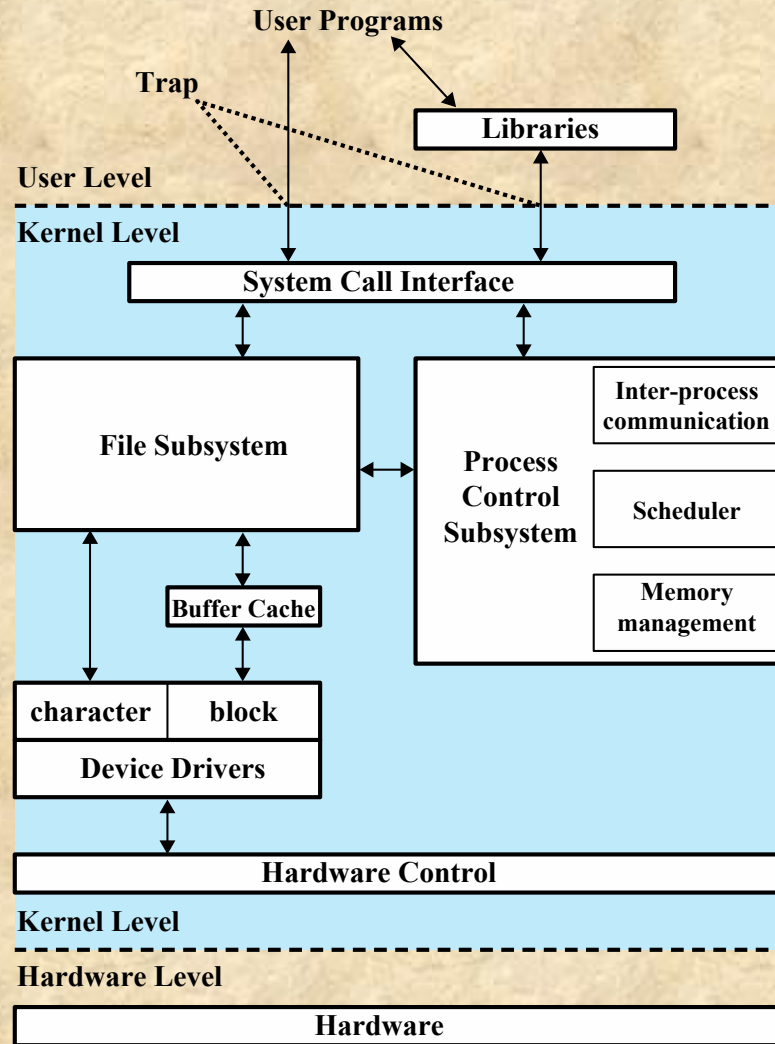 User Programs
Trap
Libraries
User Level
Kernel Level
System Call Interface
File Subsystem
Process
Control
Subsystem
Inter-process
communication
Scheduler
Memory
management
Buffer Cache
character
block
Device Drivers
Hardware Control
Kernel Level
Hardware Level
Hardware